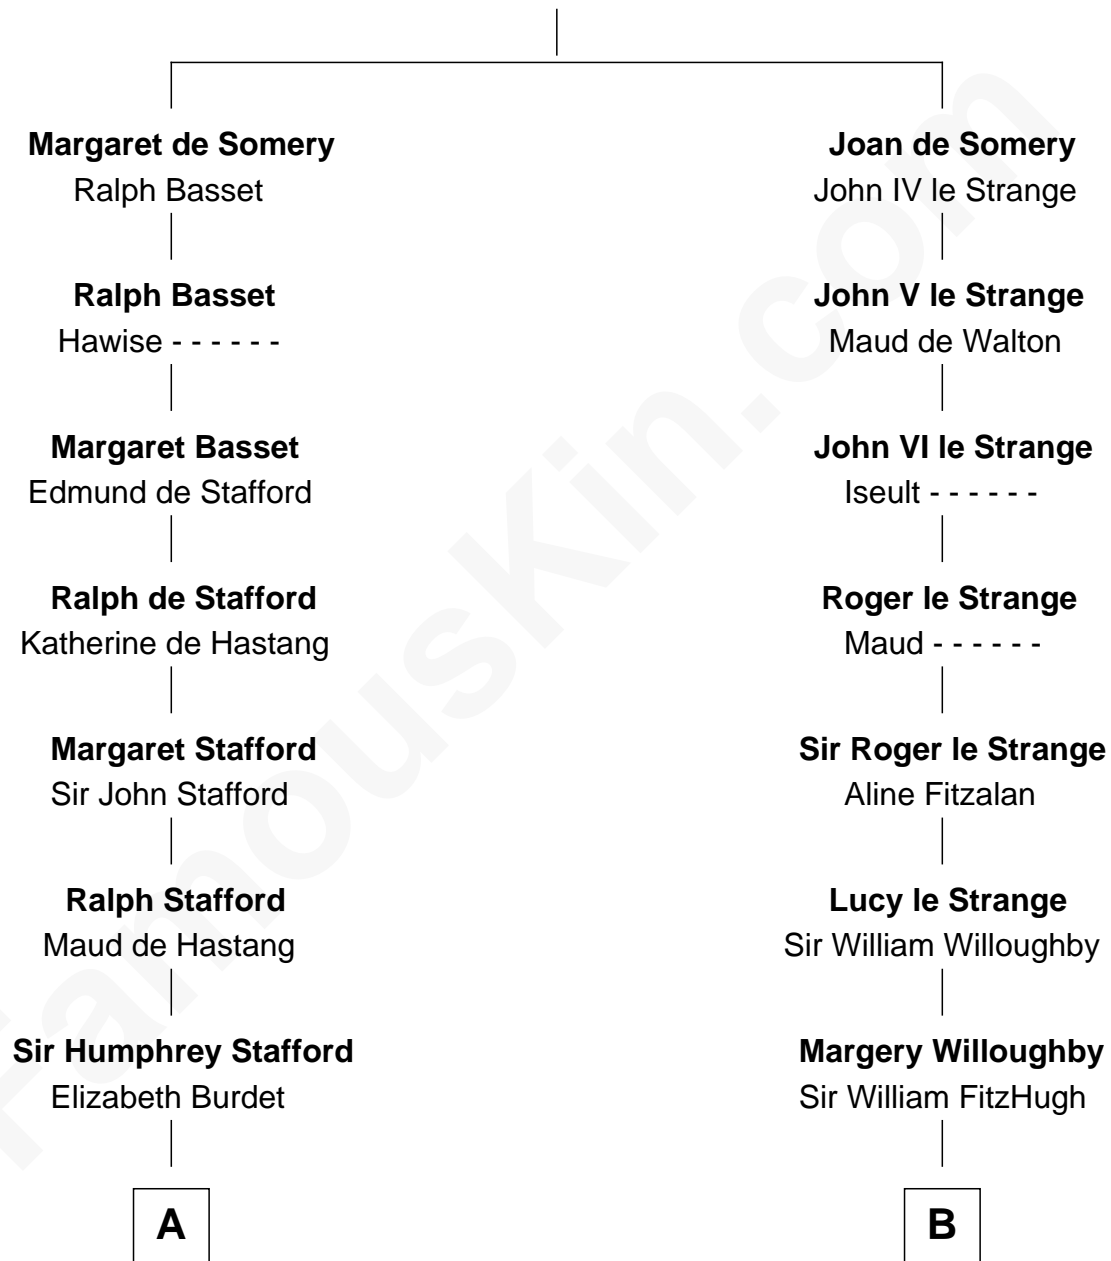 Margaret de Somery
Ralph Basset
Joan de Somery
John IV le Strange
Ralph Basset
Hawise - - - - - -
John V le Strange
Maud de Walton
Margaret Basset
Edmund de Stafford
John VI le Strange
Iseult - - - - - -
Ralph de Stafford
Katherine de Hastang
Roger le Strange
Maud - - - - - -
Margaret Stafford
Sir John Stafford
Sir Roger le Strange
Aline Fitzalan
Ralph Stafford
Maud de Hastang
Lucy le Strange
Sir William Willoughby
Sir Humphrey Stafford
Elizabeth Burdet
Margery Willoughby
Sir William FitzHugh
A
B
FamousKin.com